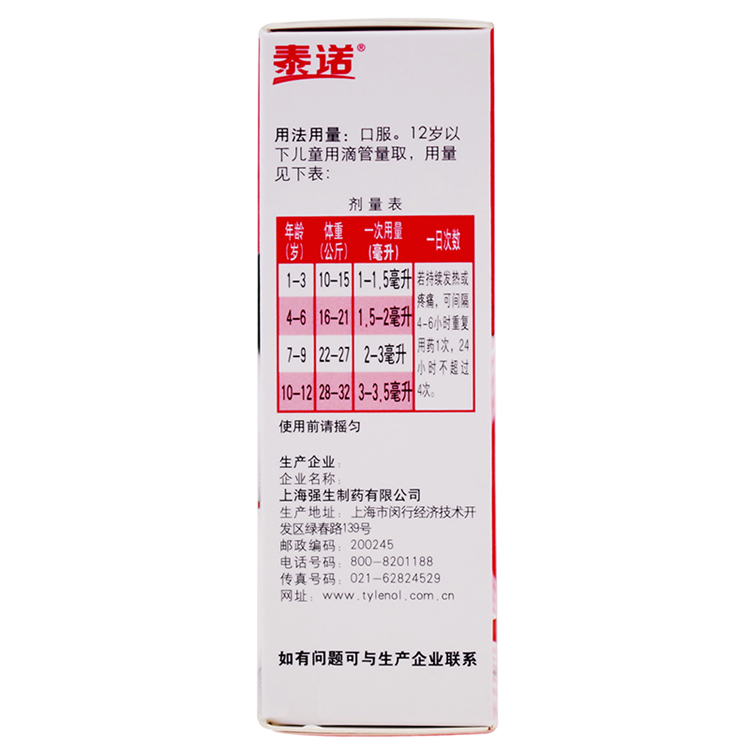 泰诺®
用法用量：口服。12岁以
下儿童用滴管量取，用量
见下表：
剂量表
年龄(岁) 体重(公斤) 一次用量(毫升) 一日次数
1-3 10-15 1-1.5毫升
4-6 16-21 1.5-2毫升
7-9 22-27 2-3毫升
10-12 28-32 3-3.5毫升
若持续发热或
疼痛，可间隔
4-6小时重复
用药1次，24
小时不超过
4次。
使用前请摇匀
生产企业：
企业名称：
上海强生制药有限公司
生产地址：上海市闵行经济技术开
发区绿春路139号
邮政编码：200245
电话号码：800-8201188
传真号码：021-62824529
网址：www.tylenol.com.cn
如有问题可与生产企业联系